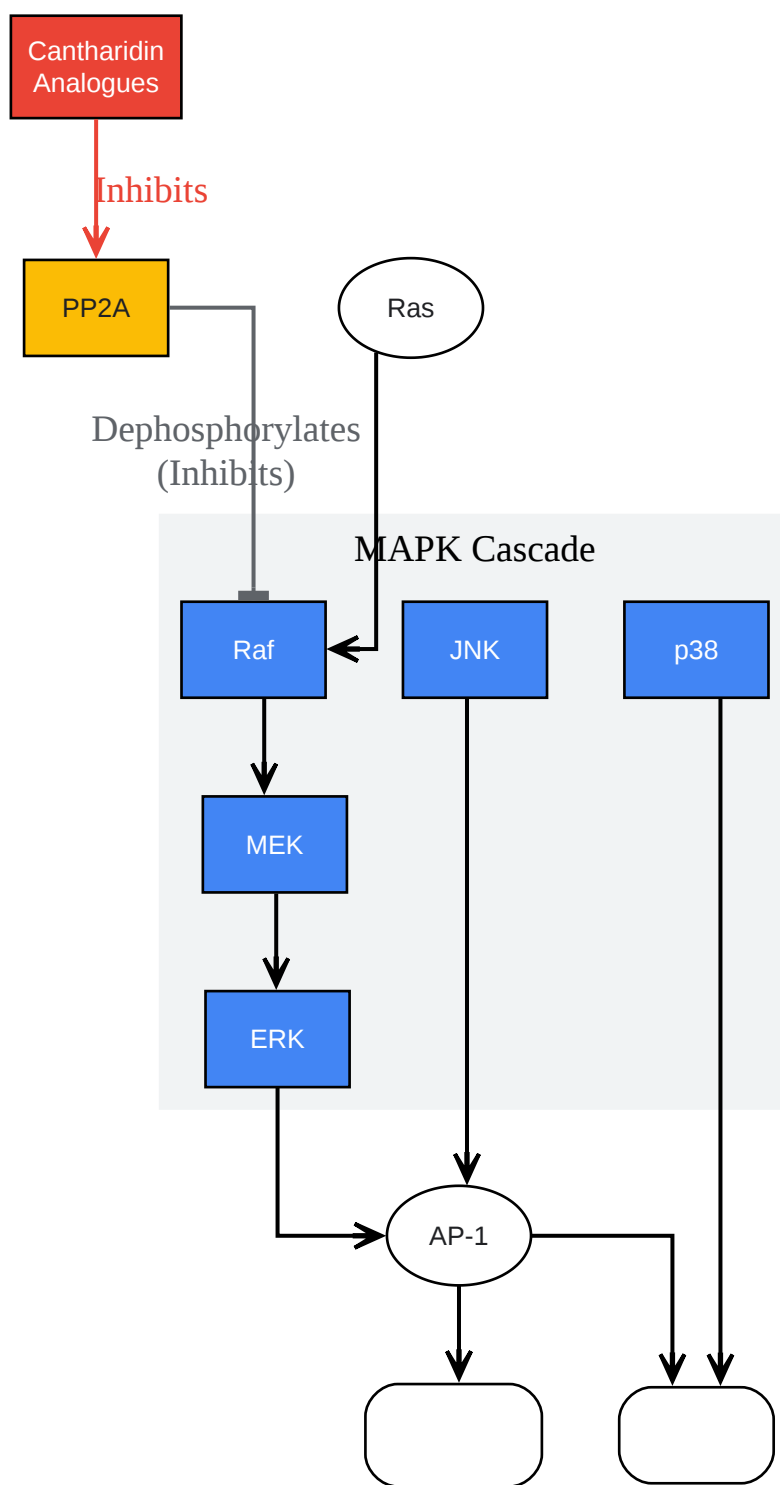 Cantharidin
Analogues
Inhibits
PP2A
Ras
Dephosphorylates
(Inhibits)
MAPK Cascade
Raf
JNK
p38
MEK
ERK
AP-1